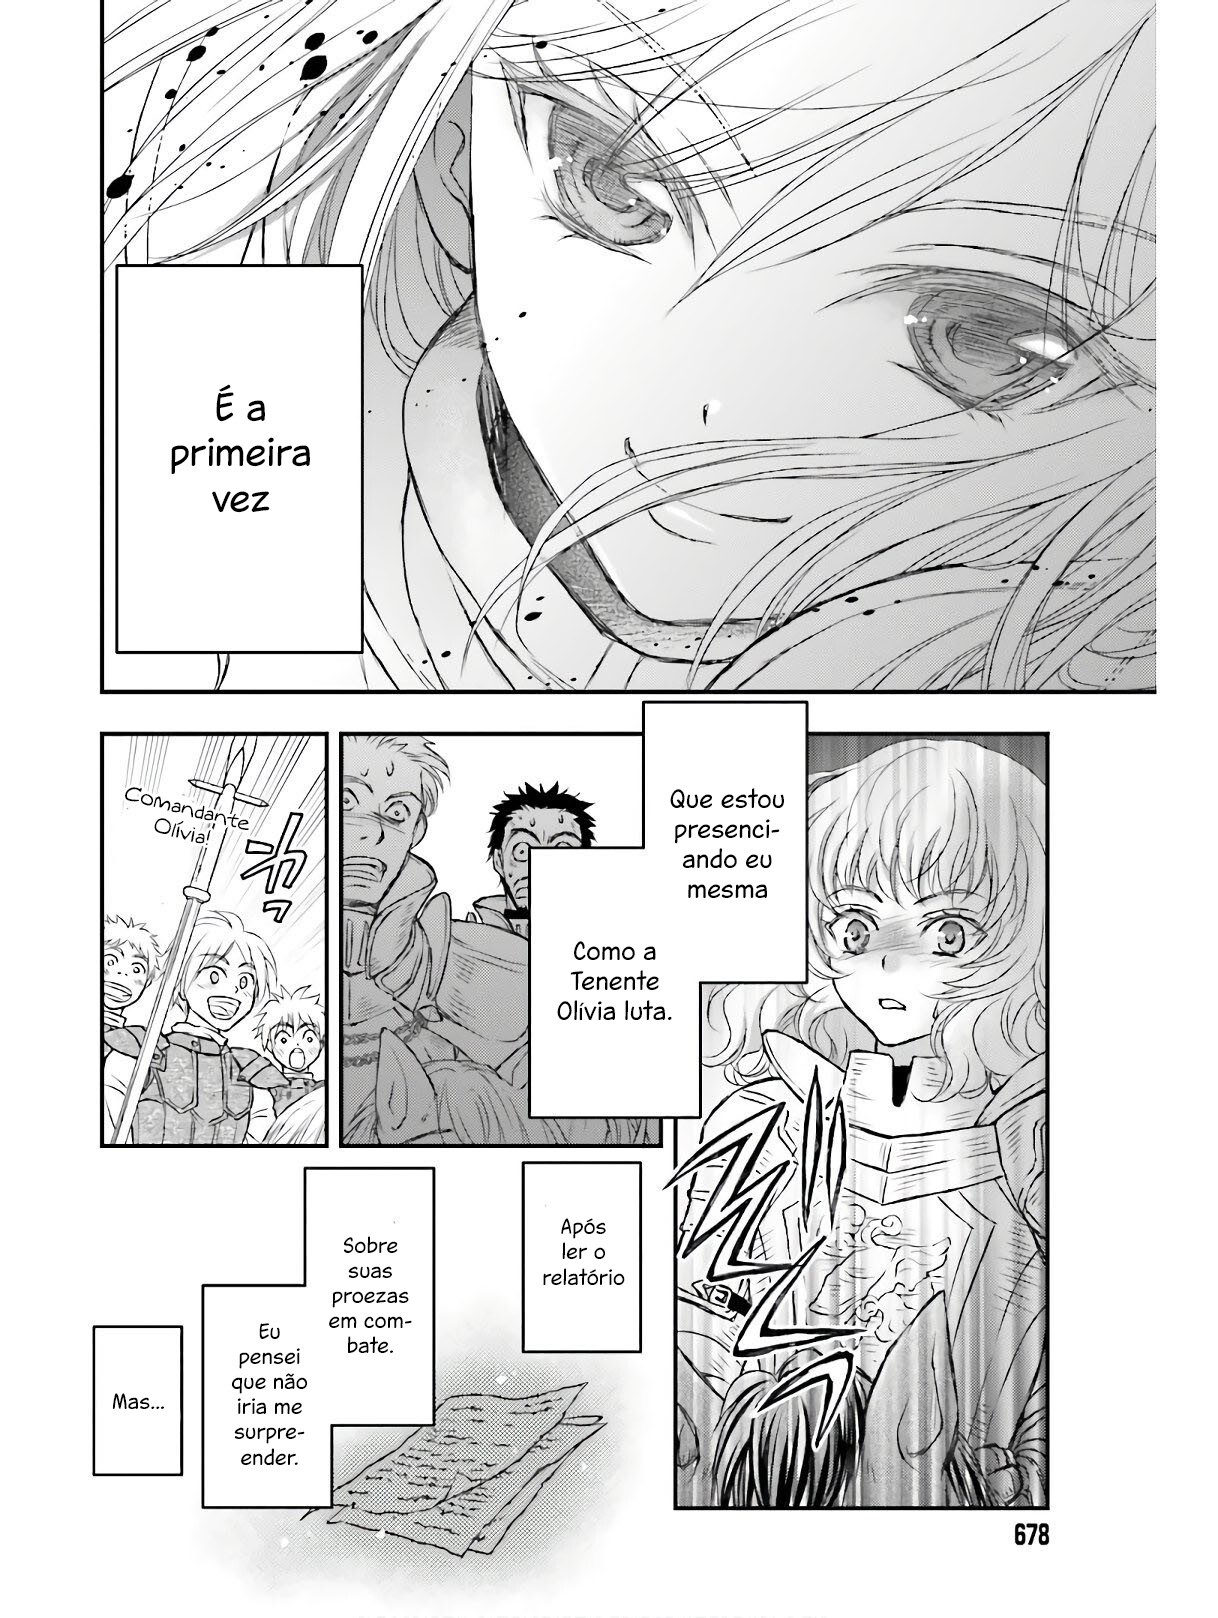 É a
primeira
vez
Que estou
presenci-
ando eu
mesma
Como a
Tenente
Olívia luta.
Comandante
Olívia!
Após
ler o
relatório
Sobre
suas
proezas
em com-
bate.
Eu
pensei
que não
iria me
surpre-
ender.
Mas...
678